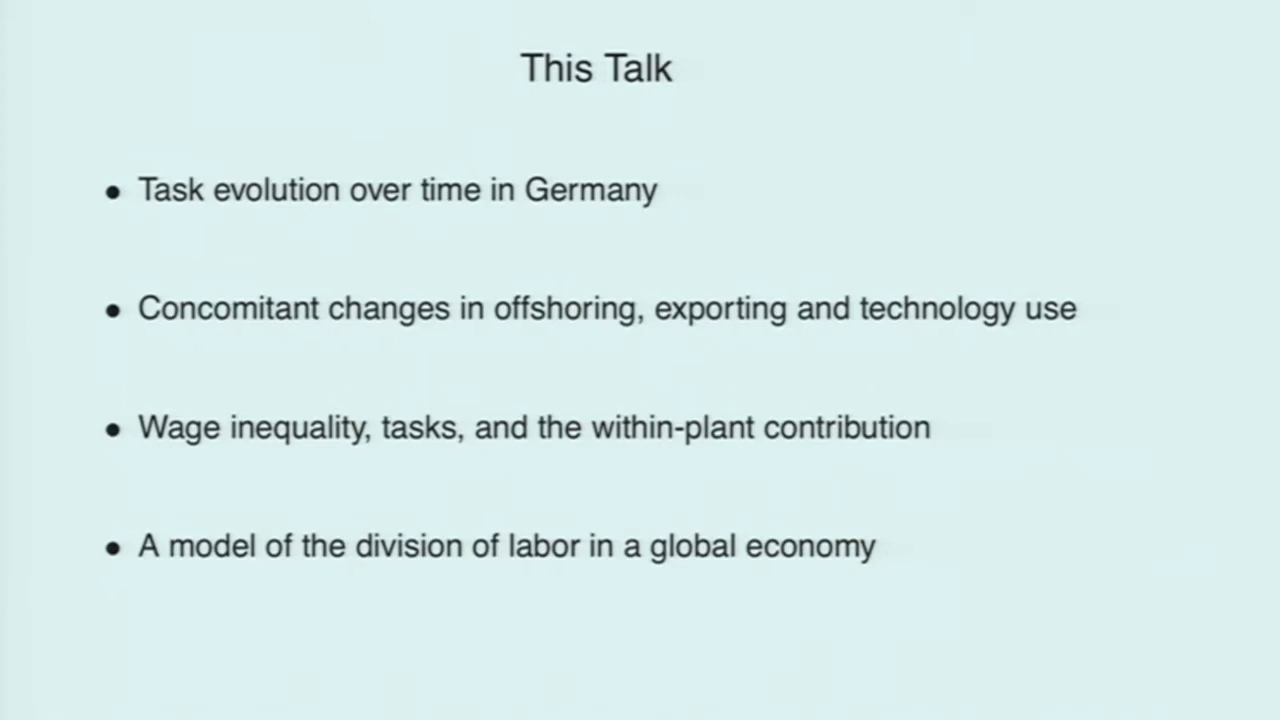 This Talk
• Task evolution over time in Germany
• Concomitant changes in offshoring, exporting and technology use
• Wage inequality, tasks, and the within-plant contribution
• A model of the division of labor in a global economy